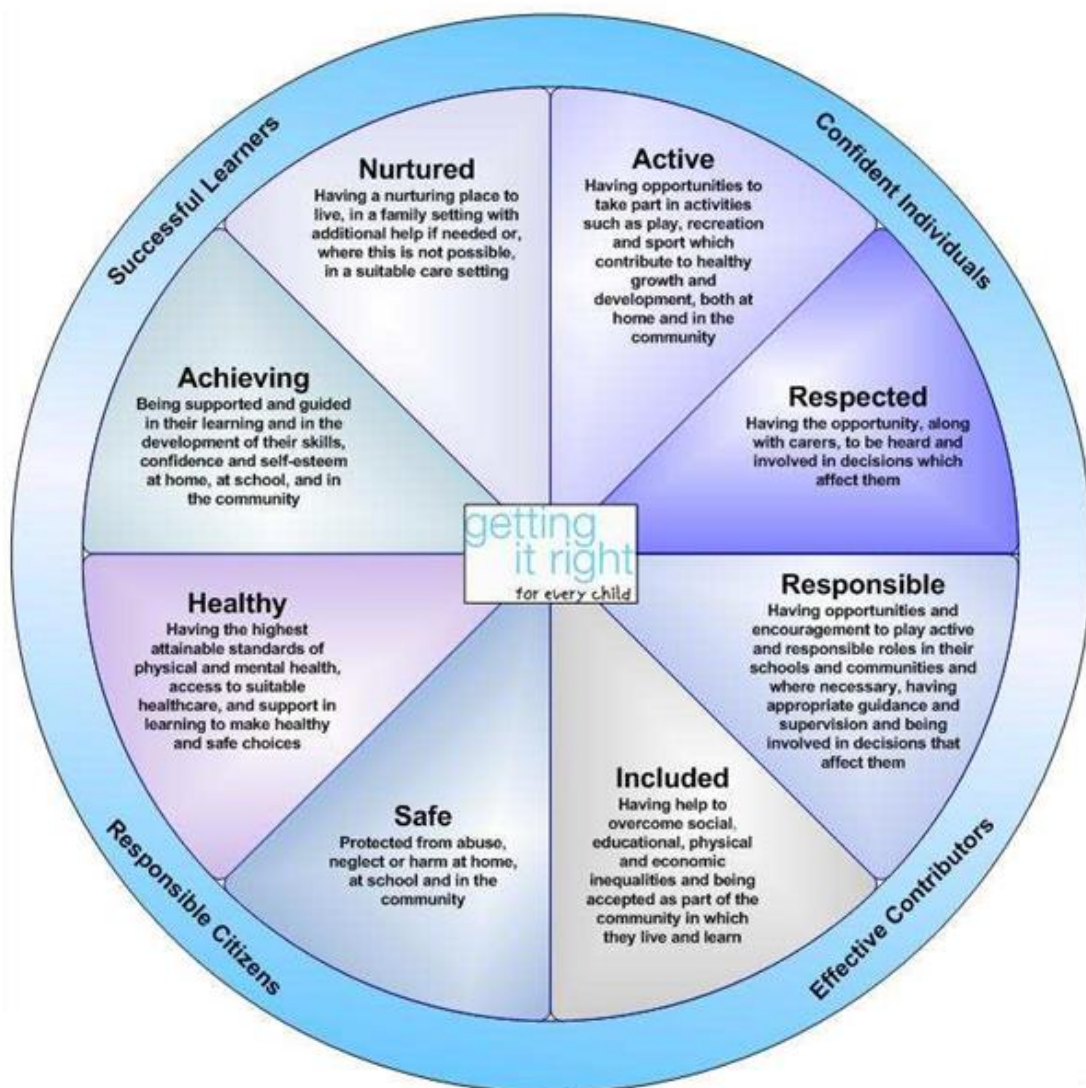 Successful Learners
Confident Individuals
Nurtured
Having a nurturing place to
live, in a family setting with
additional help if needed or,
where this is not possible,
in a suitable care setting
Active
Having opportunities to
take part in activities
such as play, recreation
and sport which
contribute to healthy
growth and
development, both at
home and in the
community
Achieving
Being supported and guided
in their learning and in the
development of their skills,
confidence and self-esteem
at home, at school, and in
the community
Respected
Having the opportunity, along
with carers, to be heard and
involved in decisions which
affect them
getting
it right
for every child
Healthy
Having the highest
attainable standards of
physical and mental health,
access to suitable
healthcare, and support in
learning to make healthy
and safe choices
Responsible
Having opportunities and
encouragement to play active
and responsible roles in their
schools and communities and
where necessary, having
appropriate guidance and
supervision and being
involved in decisions that
affect them
Safe
Protected from abuse,
neglect or harm at home,
at school and in the
community
Included
Having help to
overcome social,
educational, physical
and economic
inequalities and being
accepted as part of the
community in which
they live and learn
Responsible Citizens
Effective Contributors